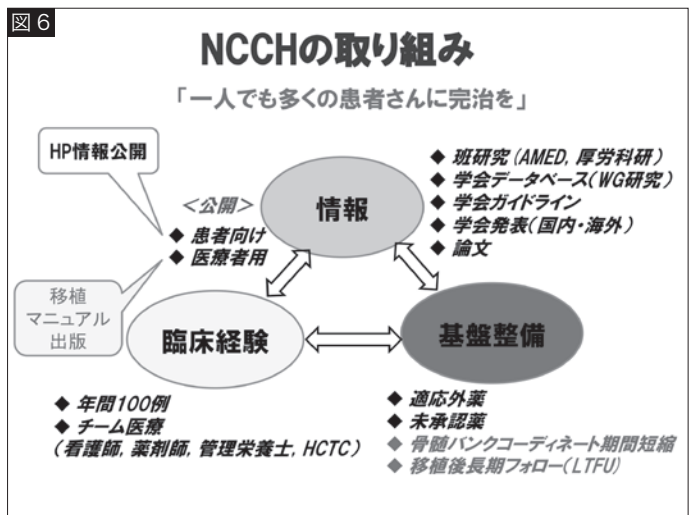 図6
NCCHの取り組み
「一人でも多くの患者さんに完治を」
HP情報公開
<公開>
◆ 患者向け
◆ 医療者用
移植
マニュアル
出版
情報
◆ 班研究(AMED, 厚労科研)
◆ 学会データベース(WG研究)
◆ 学会ガイドライン
◆ 学会発表(国内・海外)
◆ 論文
臨床経験
◆ 年間100例
◆ チーム医療
(看護師, 薬剤師, 管理栄養士, HCTC)
基盤整備
◆ 適応外薬
◆ 未承認薬
◆ 骨髄バンクコーディネート期間短縮
◆ 移植後長期フォロー(LTFU)